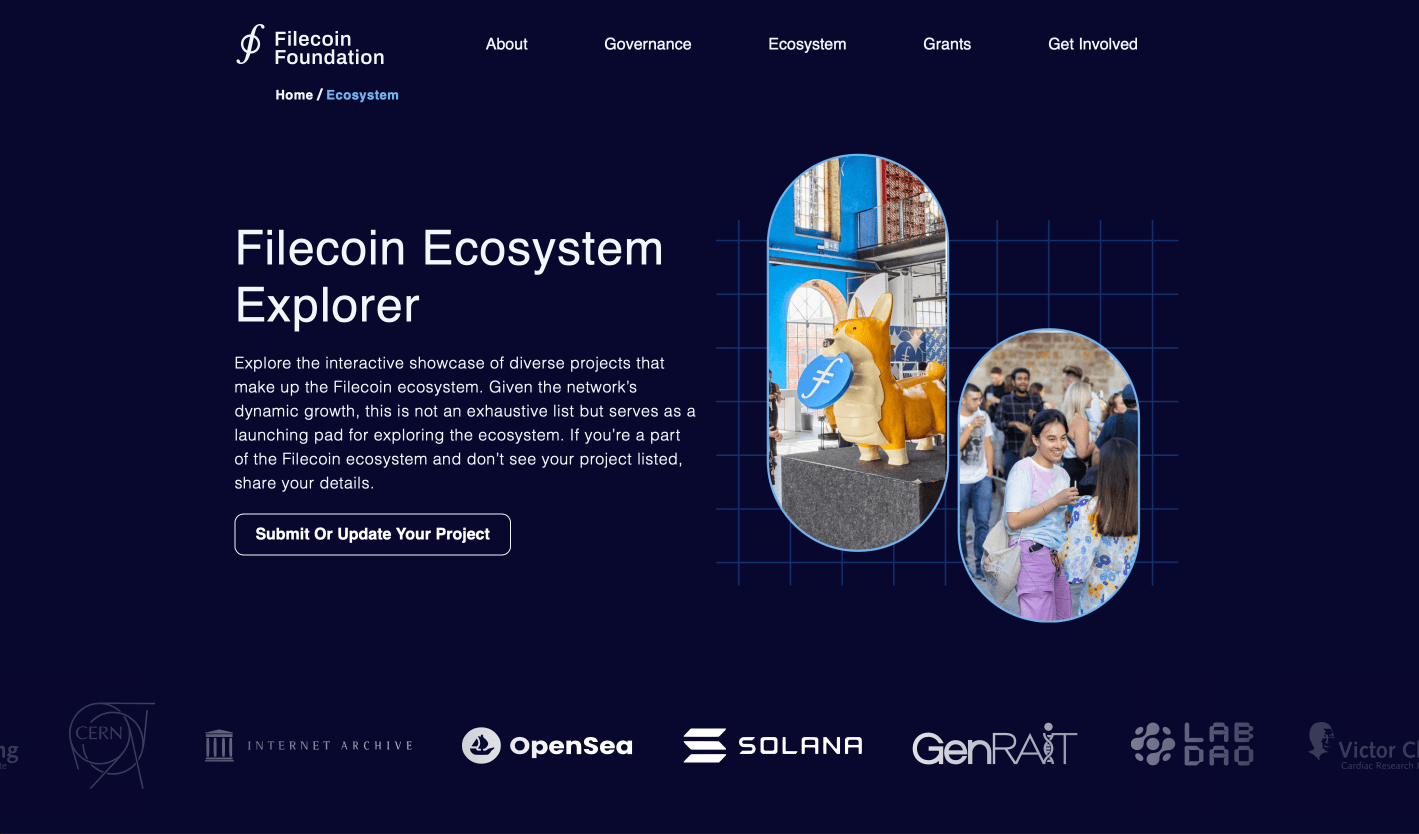 Filecoin
Foundation
About
Governance
Ecosystem
Grants
Get Involved
Home / Ecosystem
Filecoin Ecosystem
Explorer
Explore the interactive showcase of diverse projects that
make up the Filecoin ecosystem. Given the network’s
dynamic growth, this is not an exhaustive list but serves as a
launching pad for exploring the ecosystem. If you’re a part
of the Filecoin ecosystem and don’t see your project listed,
share your details.
Submit Or Update Your Project
CERN
INTERNET ARCHIVE
OpenSea
SOLANA
GenRAIT
LAB
DAO
Victor
Cardiac Research